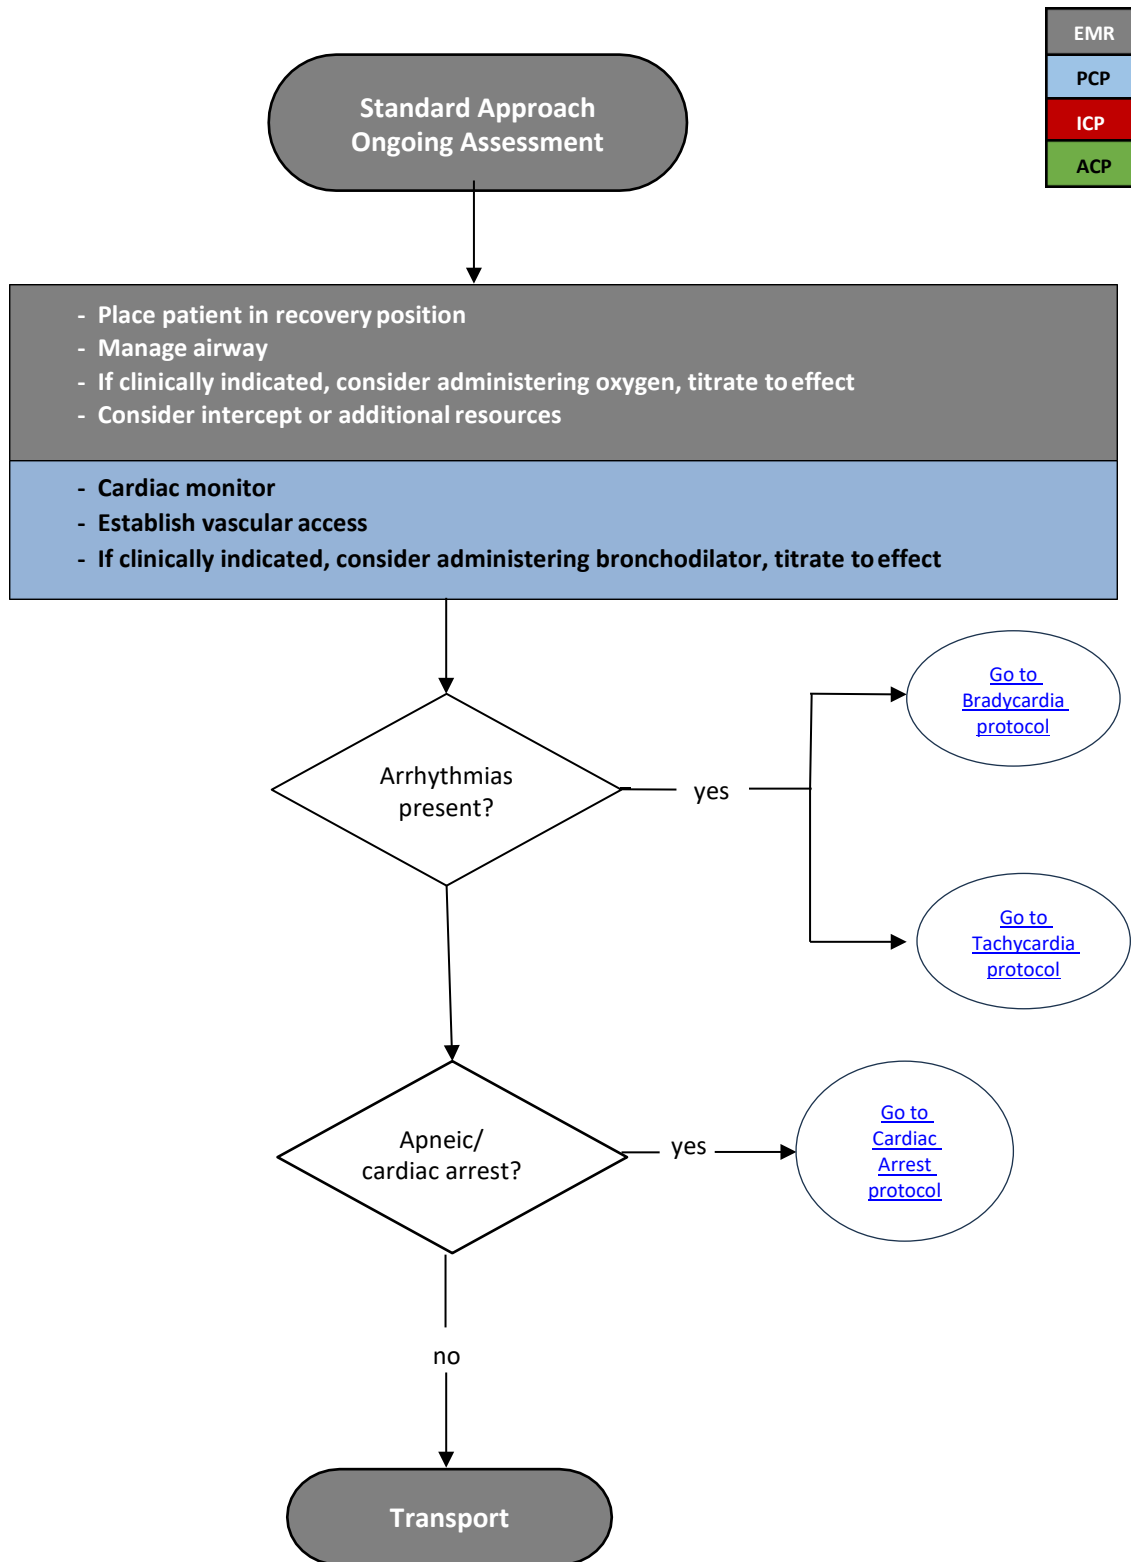 EMR
PCP
ICP
ACP
Standard Approach
Ongoing Assessment
- Place patient in recovery position
- Manage airway
- If clinically indicated, consider administering oxygen, titrate to effect
- Consider intercept or additional resources
- Cardiac monitor
- Establish vascular access
- If clinically indicated, consider administering bronchodilator, titrate to effect
Go to
Bradycardia
protocol
Arrhythmias
present?
yes
Go to
Tachycardia
protocol
Apneic/
cardiac arrest?
yes
Go to
Cardiac
Arrest
protocol
no
Transport